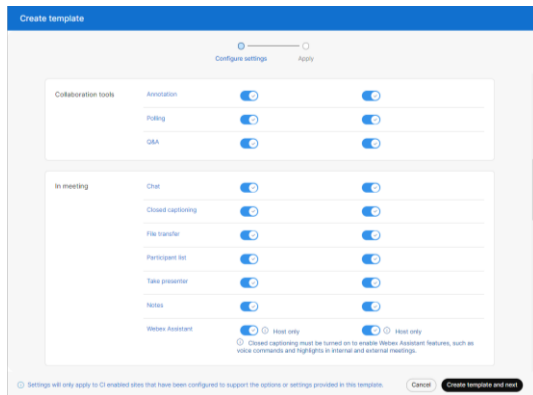 Create template
Configure settings
Apply
Collaboration tools
Annotation
Polling
Q&A
In meeting
Chat
Closed captioning
File transfer
Participant list
Take presenter
Notes
Webex Assistant
Host only
Host only
Closed captioning must be turned on to enable Webex Assistant features, such as
voice commands and highlights in internal and external meetings.
Settings will only apply to CI enabled sites that have been configured to support the options or settings provided in this template.
Cancel
Create template and next